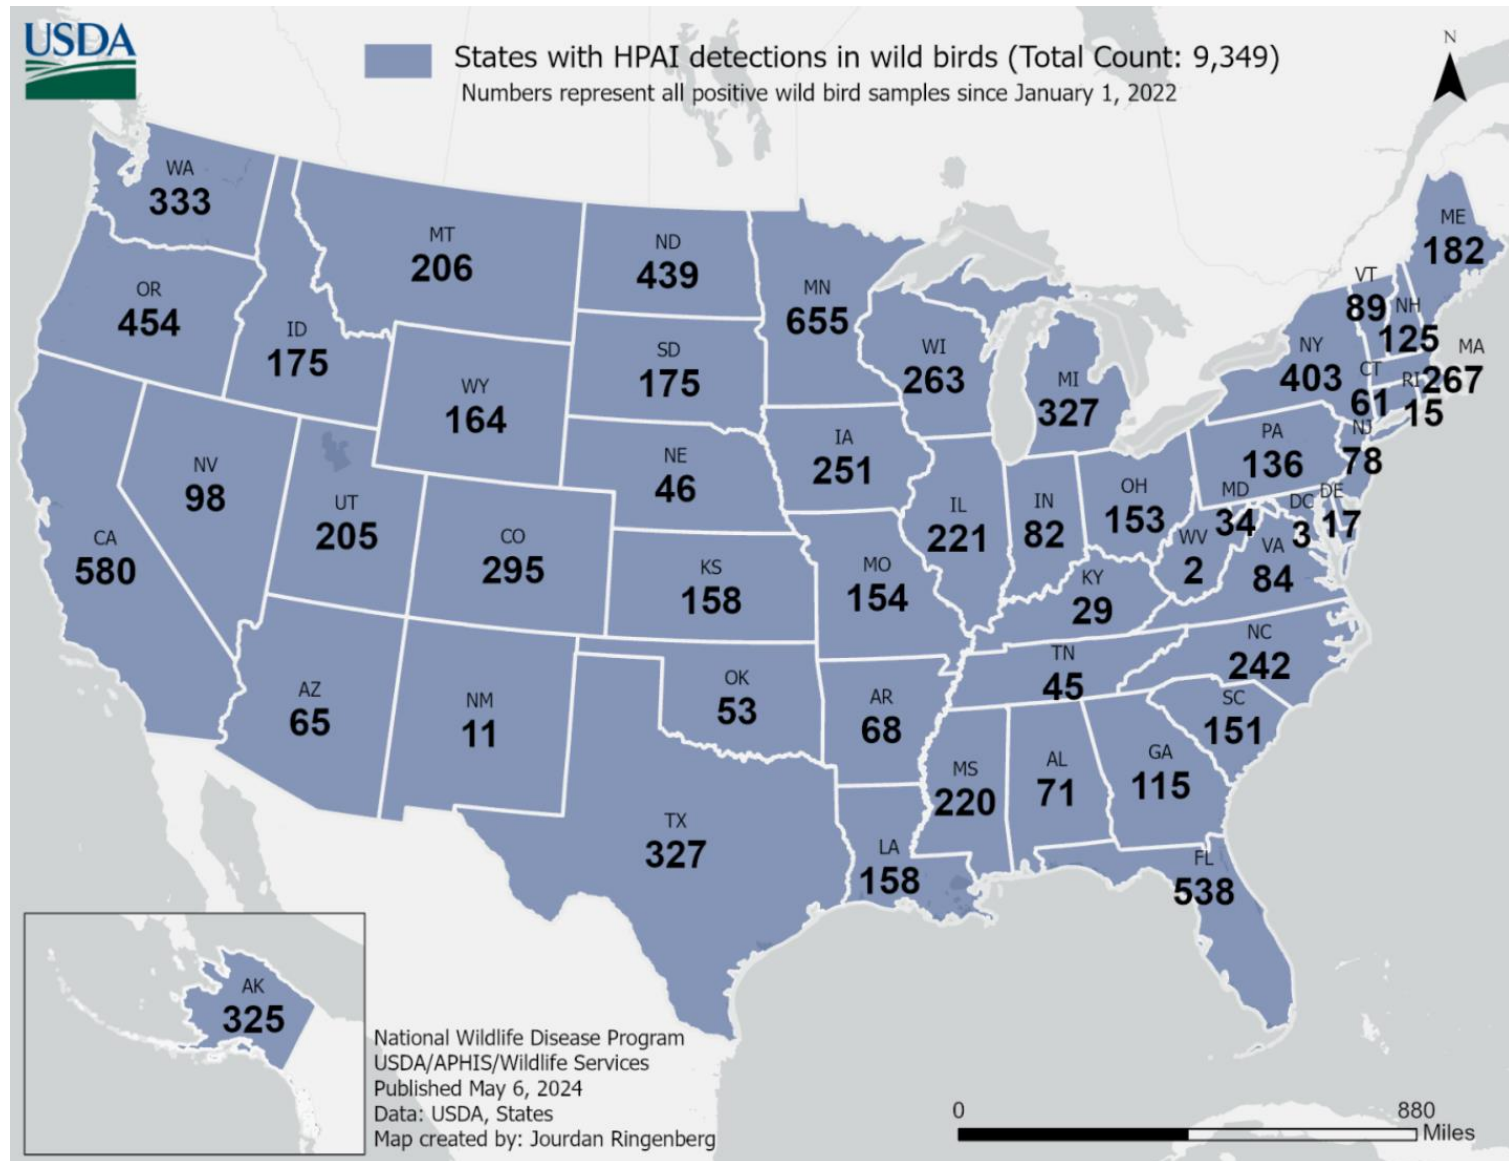 USDA
States with HPAI detections in wild birds (Total Count: 9,349)
Numbers represent all positive wild bird samples since January 1, 2022
N
WA
333
MT
206
ND
439
OR
454
ID
175
MN
655
ME
182
VT
89
NH
125
SD
175
WI
263
MI
327
NY
403
MA
267
CT
61
RI
15
WY
164
IA
251
NE
46
PA
136
NJ
78
NV
98
UT
205
CO
295
IL
221
IN
82
OH
153
MD
34
DC
3
DE
17
CA
580
KS
158
MO
154
KY
29
WV
2
VA
84
AZ
65
NM
11
OK
53
AR
68
TN
45
NC
242
SC
151
MS
220
AL
71
GA
115
TX
327
LA
158
FL
538
AK
325
National Wildlife Disease Program
USDA/APHIS/Wildlife Services
Published May 6, 2024
Data: USDA, States
Map created by: Jourdan Ringenberg
0 880
Miles